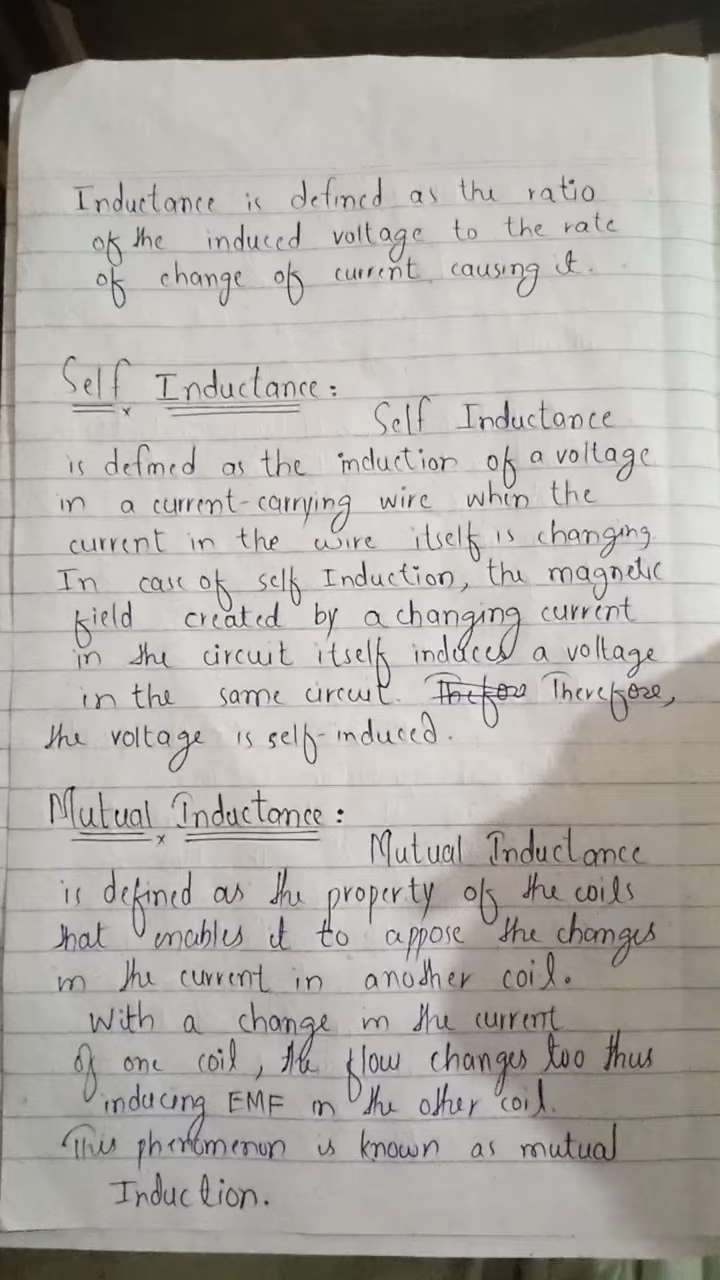 Inductance is defined as the ratio
of the induced voltage to the rate
of change of current causing it.
Self Inductance:
Self Inductance
is defined as the induction of a voltage
in a current-carrying wire when the
current in the wire itself is changing
In case of self Induction, the magnetic
field created by a changing current
in the circuit itself induces a voltage
in the same circuit. Therefore,
the voltage is self-induced.
Mutual Inductance:
Mutual Inductance
is defined as the property of the coils
that enables it to appose the changes
in the current in another coil.
With a change in the current
of one coil, the flow changes too thus
inducing EMF in the other coil.
This phenomenon is known as mutual
Induction.